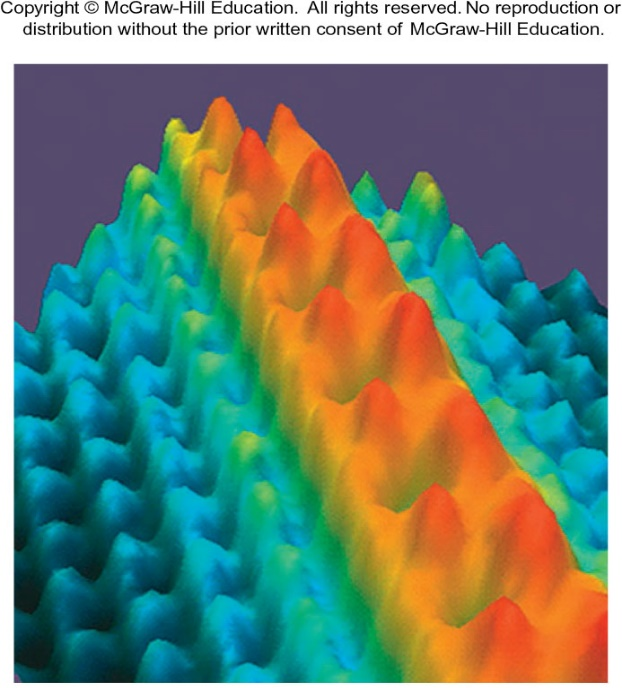 Copyright © McGraw-Hill Education. All rights reserved. No reproduction or
distribution without the prior written consent of McGraw-Hill Education.